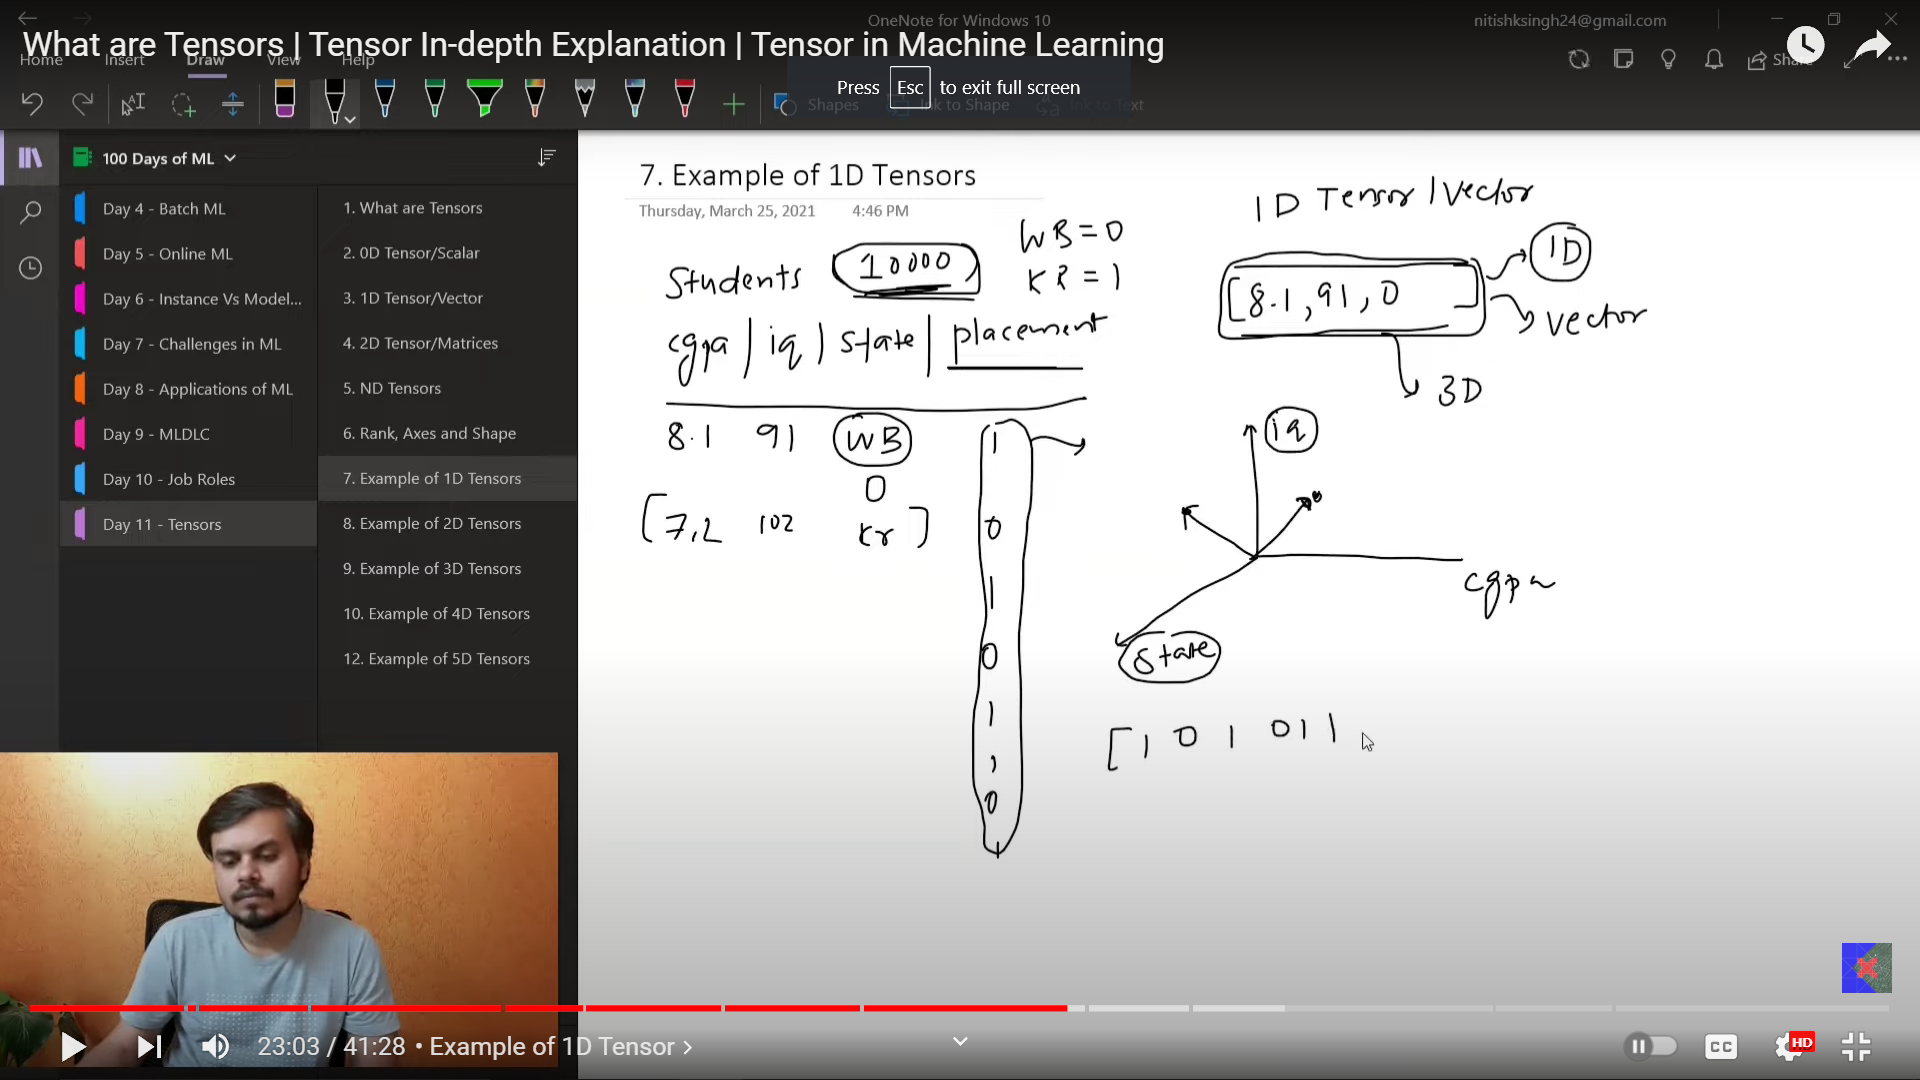 OneNote for Windows 10
nitishksingh24@gmail.com
What are Tensors | Tensor In-depth Explanation | Tensor in Machine Learning
Home Insert Draw View Help
Share
Press Esc to exit full screen
Shapes Ink to Shape Ink to Text
100 Days of ML
Day 4 - Batch ML
Day 5 - Online ML
Day 6 - Instance Vs Model...
Day 7 - Challenges in ML
Day 8 - Applications of ML
Day 9 - MLDLC
Day 10 - Job Roles
Day 11 - Tensors
1. What are Tensors
2. 0D Tensor/Scalar
3. 1D Tensor/Vector
4. 2D Tensor/Matrices
5. ND Tensors
6. Rank, Axes and Shape
7. Example of 1D Tensors
8. Example of 2D Tensors
9. Example of 3D Tensors
10. Example of 4D Tensors
12. Example of 5D Tensors
7. Example of 1D Tensors
Thursday, March 25, 2021 4:46 PM
WB = 0
KR = 1
Students 10000
cgpa | iq | state | placement
8.1 91 WB 1
0
[7.2 102 Kr] 0
1
0
1
1
0
1D Tensor / Vector
[8.1, 91, 0 ]
1D
vector
3D
iq
cgpa
state
[1 0 1 0 1 1
23:03 / 41:28 • Example of 1D Tensor
CC
HD